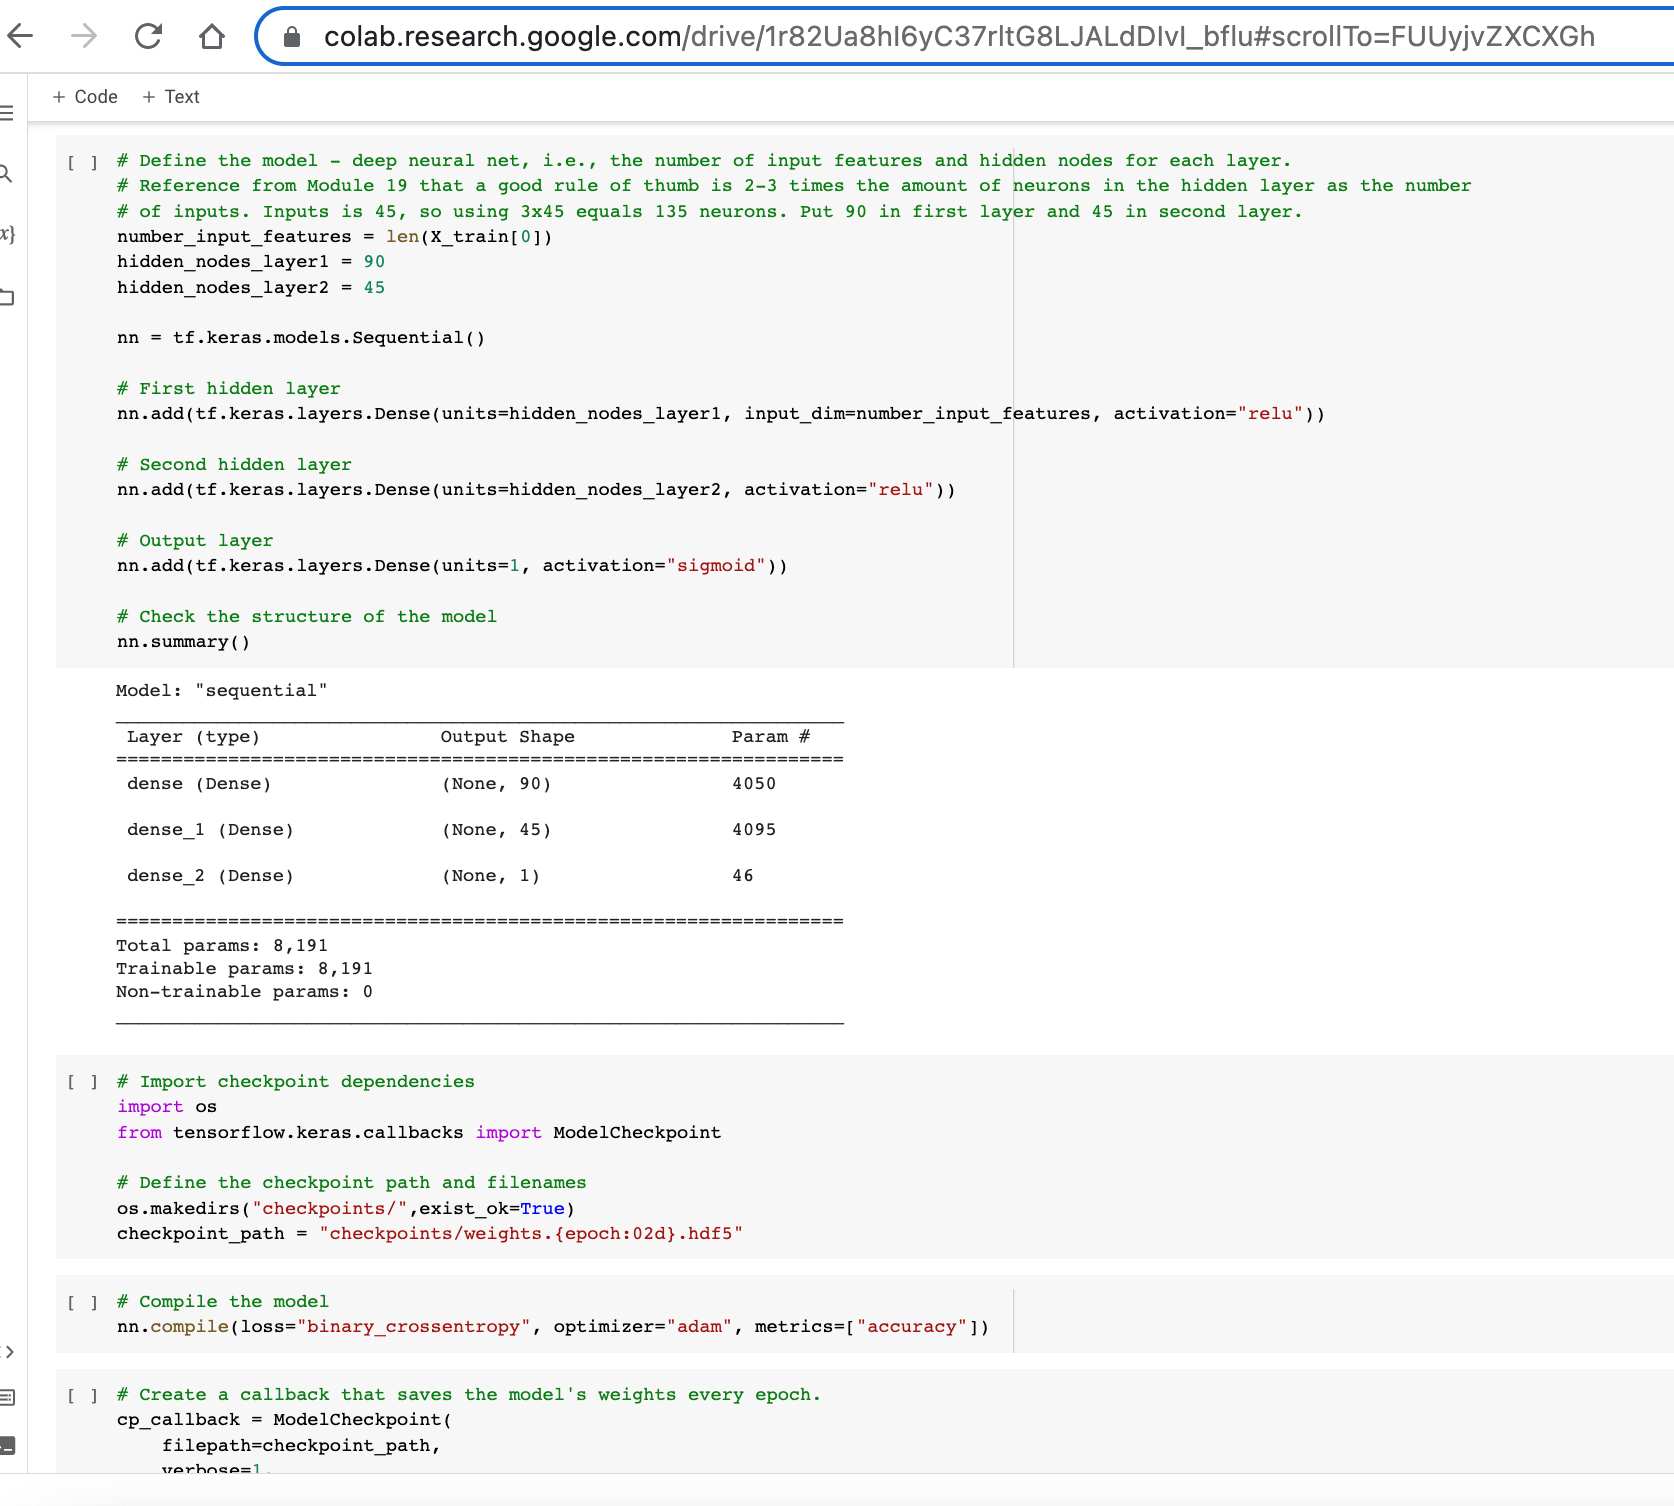 colab.research.google.com/drive/1r82Ua8hI6yC37rltG8LJALdDIvI_bflu#scrollTo=FUUyjvZXCXGh
+ Code + Text
[ ] # Define the model - deep neural net, i.e., the number of input features and hidden nodes for each layer.
# Reference from Module 19 that a good rule of thumb is 2-3 times the amount of neurons in the hidden layer as the number
# of inputs. Inputs is 45, so using 3x45 equals 135 neurons. Put 90 in first layer and 45 in second layer.
number_input_features = len(X_train[0])
hidden_nodes_layer1 = 90
hidden_nodes_layer2 = 45
nn = tf.keras.models.Sequential()
# First hidden layer
nn.add(tf.keras.layers.Dense(units=hidden_nodes_layer1, input_dim=number_input_features, activation="relu"))
# Second hidden layer
nn.add(tf.keras.layers.Dense(units=hidden_nodes_layer2, activation="relu"))
# Output layer
nn.add(tf.keras.layers.Dense(units=1, activation="sigmoid"))
# Check the structure of the model
nn.summary()
Model: "sequential"
Layer (type) Output Shape Param #
=================================================================
dense (Dense) (None, 90) 4050
dense_1 (Dense) (None, 45) 4095
dense_2 (Dense) (None, 1) 46
=================================================================
Total params: 8,191
Trainable params: 8,191
Non-trainable params: 0
[ ] # Import checkpoint dependencies
import os
from tensorflow.keras.callbacks import ModelCheckpoint
# Define the checkpoint path and filenames
os.makedirs("checkpoints/",exist_ok=True)
checkpoint_path = "checkpoints/weights.{epoch:02d}.hdf5"
[ ] # Compile the model
nn.compile(loss="binary_crossentropy", optimizer="adam", metrics=["accuracy"])
[ ] # Create a callback that saves the model's weights every epoch.
cp_callback = ModelCheckpoint(
filepath=checkpoint_path,
verbose=1,